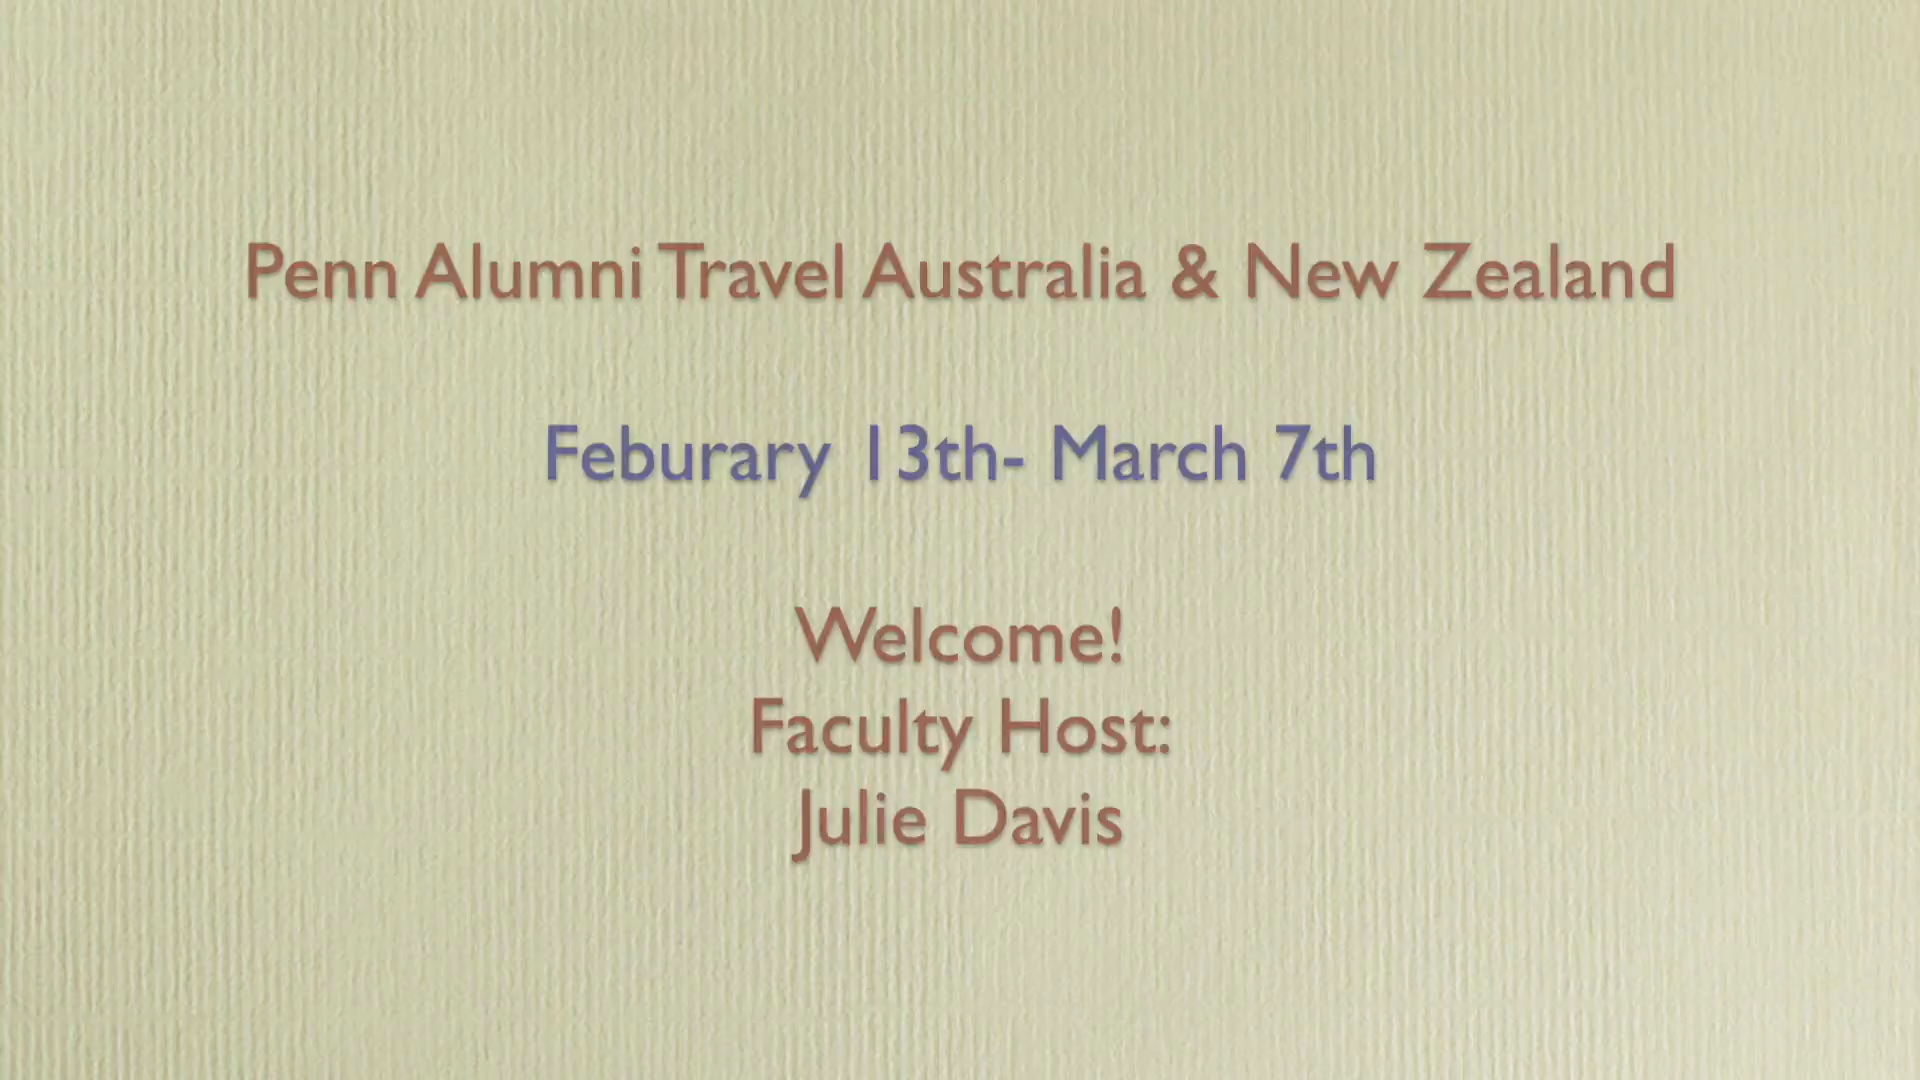 Penn Alumni Travel Australia & New Zealand
Feburary 13th- March 7th
Welcome!
Faculty Host:
Julie Davis